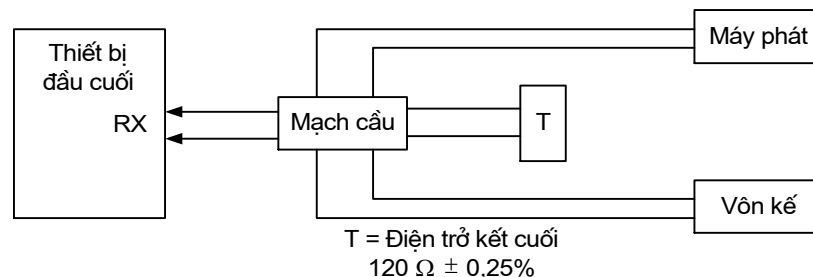 Thiết bị
đầu cuối
RX
Mạch cầu
T
Máy phát
Vôn kế
T = Điện trở kết cuối
120 Ω ± 0,25%